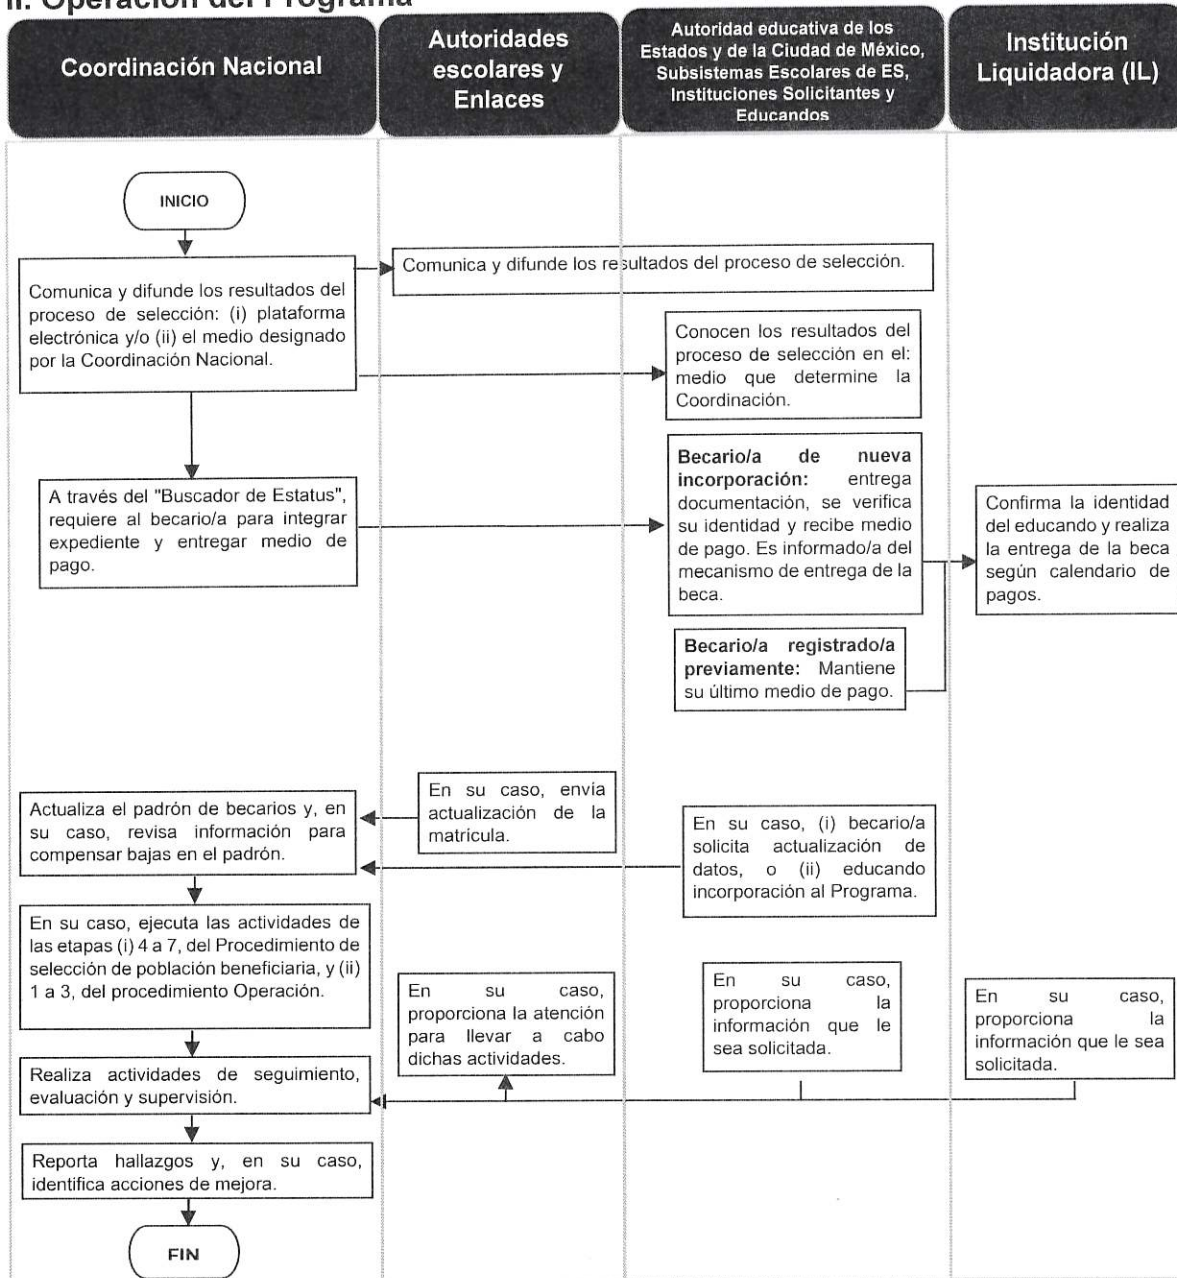 II. Operación del Programa
Coordinación Nacional
Autoridades
escolares y
Enlaces
Autoridad educativa de los
Estados y de la Ciudad de México,
Subsistemas Escolares de ES,
Instituciones Solicitantes y
Educandos
Institución
Liquidadora (IL)
INICIO
Comunica y difunde los resultados del
proceso de selección: (i) plataforma
electrónica y/o (ii) el medio designado
por la Coordinación Nacional.
Comunica y difunde los resultados del proceso de selección.
Conocen los resultados del
proceso de selección en el:
medio que determine la
Coordinación.
A través del "Buscador de Estatus",
requiere al becario/a para integrar
expediente y entregar medio de
pago.
Becario/a de nueva
incorporación: entrega
documentación, se verifica
su identidad y recibe medio
de pago. Es informado/a del
mecanismo de entrega de la
beca.
Confirma la identidad
del educando y realiza
la entrega de la beca
según calendario de
pagos.
Becario/a registrado/a
previamente: Mantiene
su último medio de pago.
Actualiza el padrón de becarios y, en
su caso, revisa información para
compensar bajas en el padrón.
En su caso, envía
actualización de la
matrícula.
En su caso, (i) becario/a
solicita actualización de
datos, o (ii) educando
incorporación al Programa.
En su caso, ejecuta las actividades de
las etapas (i) 4 a 7, del Procedimiento de
selección de población beneficiaria, y (ii)
1 a 3, del procedimiento Operación.
En su caso,
proporciona la atención
para llevar a cabo
dichas actividades.
En su caso,
proporciona la
información que le
sea solicitada.
En su caso,
proporciona la
información que le sea
solicitada.
Realiza actividades de seguimiento,
evaluación y supervisión.
Reporta hallazgos y, en su caso,
identifica acciones de mejora.
FIN